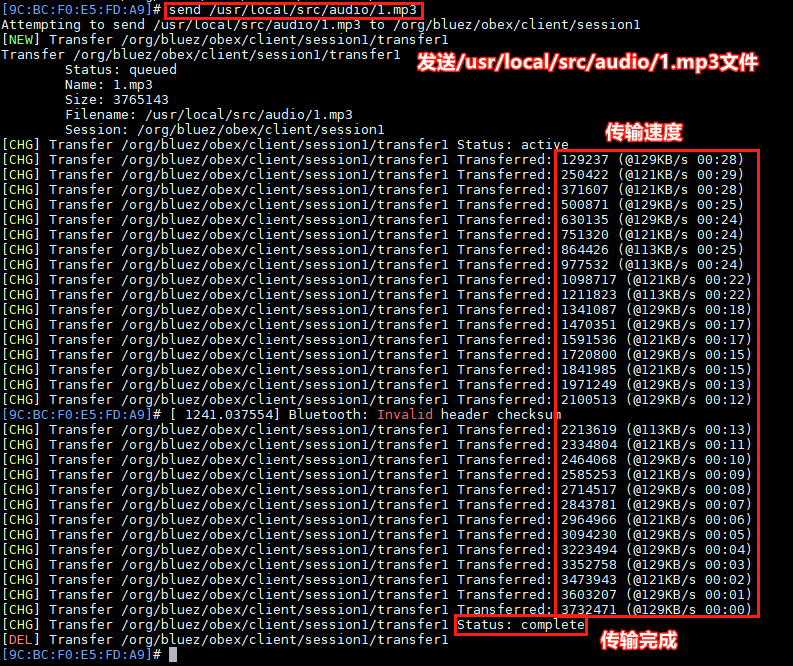 [9C:BC:F0:E5:FD:A9]# send /usr/local/src/audio/1.mp3
Attempting to send /usr/local/src/audio/1.mp3 to /org/bluez/obex/client/session1
[NEW] Transfer /org/bluez/obex/client/session1/transfer1
Transfer /org/bluez/obex/client/session1/transfer1
发送/usr/local/src/audio/1.mp3文件
Status: queued
Name: 1.mp3
Size: 3765143
Filename: /usr/local/src/audio/1.mp3
Session: /org/bluez/obex/client/session1
传输速度
[CHG] Transfer /org/bluez/obex/client/session1/transfer1 Status: active
[CHG] Transfer /org/bluez/obex/client/session1/transfer1 Transferred: 129237 (@129KB/s 00:28)
[CHG] Transfer /org/bluez/obex/client/session1/transfer1 Transferred: 250422 (@121KB/s 00:29)
[CHG] Transfer /org/bluez/obex/client/session1/transfer1 Transferred: 371607 (@121KB/s 00:28)
[CHG] Transfer /org/bluez/obex/client/session1/transfer1 Transferred: 500871 (@129KB/s 00:25)
[CHG] Transfer /org/bluez/obex/client/session1/transfer1 Transferred: 630135 (@129KB/s 00:24)
[CHG] Transfer /org/bluez/obex/client/session1/transfer1 Transferred: 751320 (@121KB/s 00:24)
[CHG] Transfer /org/bluez/obex/client/session1/transfer1 Transferred: 864426 (@113KB/s 00:25)
[CHG] Transfer /org/bluez/obex/client/session1/transfer1 Transferred: 977532 (@113KB/s 00:24)
[CHG] Transfer /org/bluez/obex/client/session1/transfer1 Transferred: 1098717 (@121KB/s 00:22)
[CHG] Transfer /org/bluez/obex/client/session1/transfer1 Transferred: 1211823 (@113KB/s 00:22)
[CHG] Transfer /org/bluez/obex/client/session1/transfer1 Transferred: 1341087 (@129KB/s 00:18)
[CHG] Transfer /org/bluez/obex/client/session1/transfer1 Transferred: 1470351 (@129KB/s 00:17)
[CHG] Transfer /org/bluez/obex/client/session1/transfer1 Transferred: 1591536 (@121KB/s 00:17)
[CHG] Transfer /org/bluez/obex/client/session1/transfer1 Transferred: 1720800 (@129KB/s 00:15)
[CHG] Transfer /org/bluez/obex/client/session1/transfer1 Transferred: 1841985 (@121KB/s 00:15)
[CHG] Transfer /org/bluez/obex/client/session1/transfer1 Transferred: 1971249 (@129KB/s 00:13)
[CHG] Transfer /org/bluez/obex/client/session1/transfer1 Transferred: 2100513 (@129KB/s 00:12)
[9C:BC:F0:E5:FD:A9]# [ 1241.037554] Bluetooth: Invalid header checksum
[CHG] Transfer /org/bluez/obex/client/session1/transfer1 Transferred: 2213619 (@113KB/s 00:13)
[CHG] Transfer /org/bluez/obex/client/session1/transfer1 Transferred: 2334804 (@121KB/s 00:11)
[CHG] Transfer /org/bluez/obex/client/session1/transfer1 Transferred: 2464068 (@129KB/s 00:10)
[CHG] Transfer /org/bluez/obex/client/session1/transfer1 Transferred: 2585253 (@121KB/s 00:09)
[CHG] Transfer /org/bluez/obex/client/session1/transfer1 Transferred: 2714517 (@129KB/s 00:08)
[CHG] Transfer /org/bluez/obex/client/session1/transfer1 Transferred: 2843781 (@129KB/s 00:07)
[CHG] Transfer /org/bluez/obex/client/session1/transfer1 Transferred: 2964966 (@121KB/s 00:06)
[CHG] Transfer /org/bluez/obex/client/session1/transfer1 Transferred: 3094230 (@129KB/s 00:05)
[CHG] Transfer /org/bluez/obex/client/session1/transfer1 Transferred: 3223494 (@129KB/s 00:04)
[CHG] Transfer /org/bluez/obex/client/session1/transfer1 Transferred: 3352758 (@129KB/s 00:03)
[CHG] Transfer /org/bluez/obex/client/session1/transfer1 Transferred: 3473943 (@121KB/s 00:02)
[CHG] Transfer /org/bluez/obex/client/session1/transfer1 Transferred: 3603207 (@129KB/s 00:01)
[CHG] Transfer /org/bluez/obex/client/session1/transfer1 Transferred: 3732471 (@129KB/s 00:00)
[CHG] Transfer /org/bluez/obex/client/session1/transfer1 Status: complete
[DEL] Transfer /org/bluez/obex/client/session1/transfer1
传输完成
[9C:BC:F0:E5:FD:A9]#